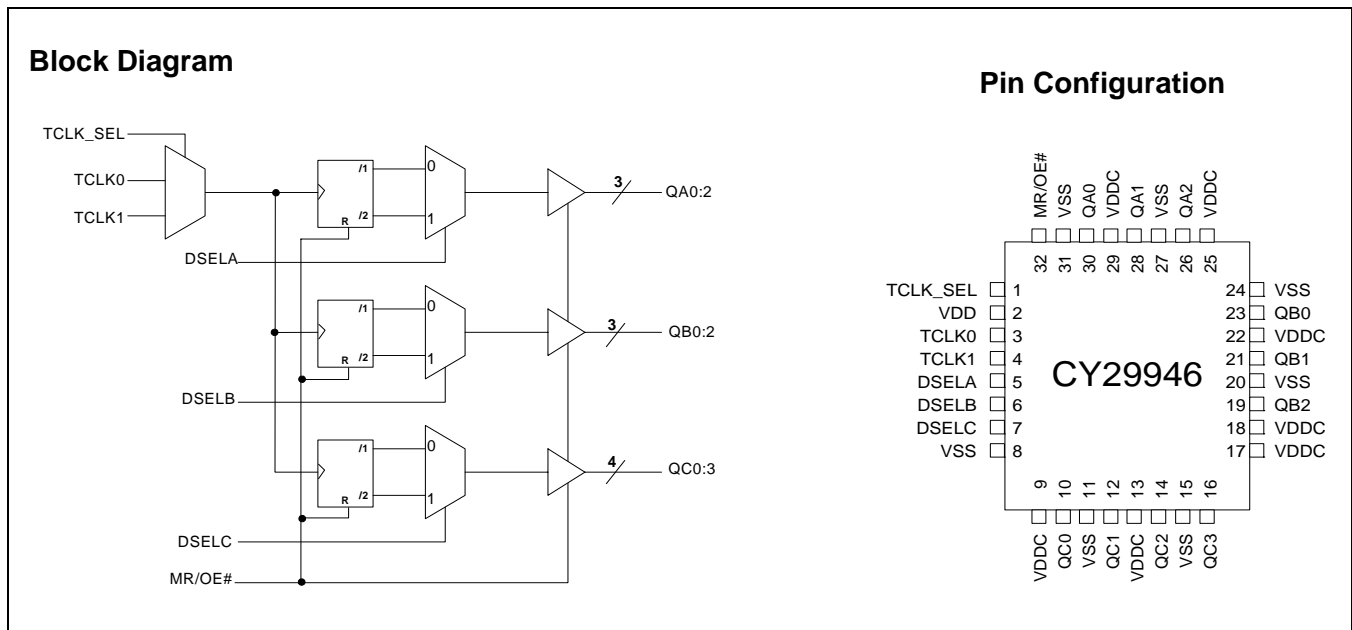 Block Diagram
Pin Configuration
TCLK_SEL
TCLK0
TCLK1
/1
0
R
/2
1
3
QA0:2
DSELA
/1
0
R
/2
1
3
QB0:2
DSELB
/1
0
R
/2
1
4
QC0:3
DSELC
MR/OE#
MR/OE#
VSS
QA0
VDDC
QA1
VSS
QA2
VDDC
32
31
30
29
28
27
26
25
TCLK_SEL 1
VDD 2
TCLK0 3
TCLK1 4
DSELA 5
DSELB 6
DSELC 7
VSS 8
CY29946
24 VSS
23 QB0
22 VDDC
21 QB1
20 VSS
19 QB2
18 VDDC
17 VDDC
9
10
11
12
13
14
15
16
VDDC
QC0
VSS
QC1
VDDC
QC2
VSS
QC3